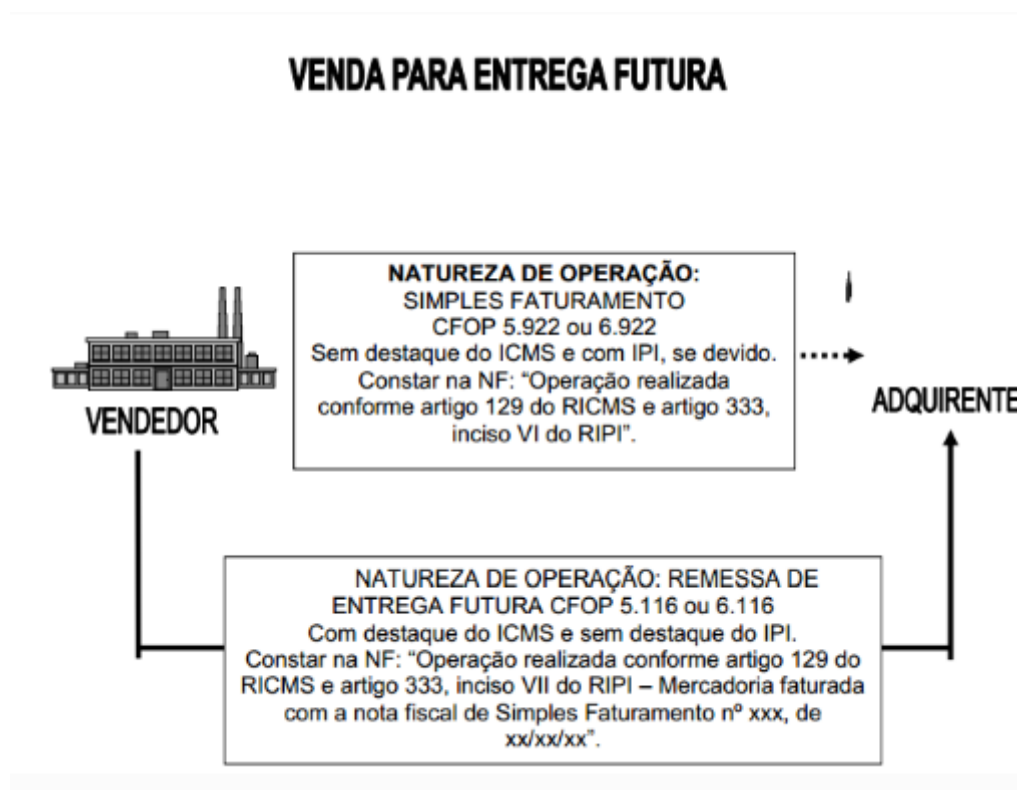 VENDA PARA ENTREGA FUTURA
NATUREZA DE OPERAÇÃO:
SIMPLES FATURAMENTO
CFOP 5.922 ou 6.922
Sem destaque do ICMS e com IPI, se devido.
Constar na NF: “Operação realizada
conforme artigo 129 do RICMS e artigo 333,
inciso VI do RIPI”.
VENDEDOR
ADQUIRENTE
NATUREZA DE OPERAÇÃO: REMESSA DE
ENTREGA FUTURA CFOP 5.116 ou 6.116
Com destaque do ICMS e sem destaque do IPI.
Constar na NF: “Operação realizada conforme artigo 129 do
RICMS e artigo 333, inciso VII do RIPI – Mercadoria faturada
com a nota fiscal de Simples Faturamento nº xxx, de
xx/xx/xx”.